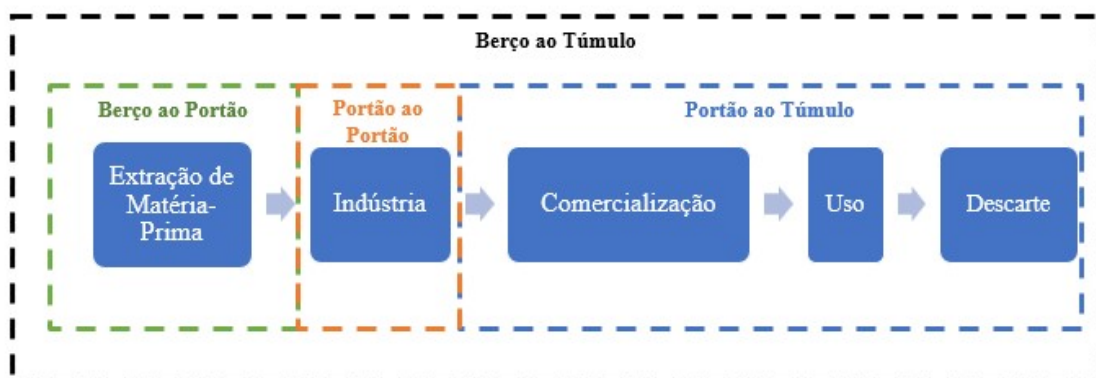 Berço ao Túmulo
Berço ao Portão
Portão ao
Portão
Portão ao Túmulo
Extração de
Matéria-
Prima
Indústria
Comercialização
Uso
Descarte